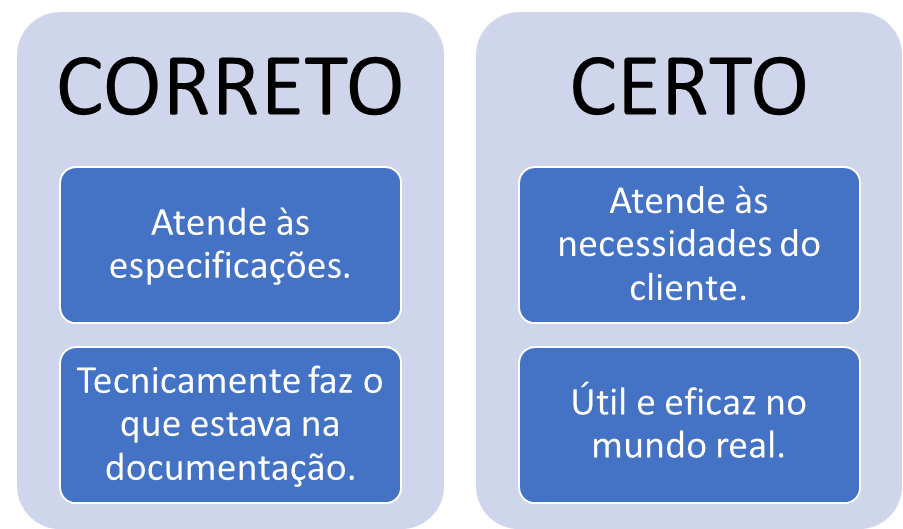 CORRETO
Atende às
especificações.
Tecnicamente faz o
que estava na
documentação.
CERTO
Atende às
necessidades do
cliente.
Útil e eficaz no
mundo real.